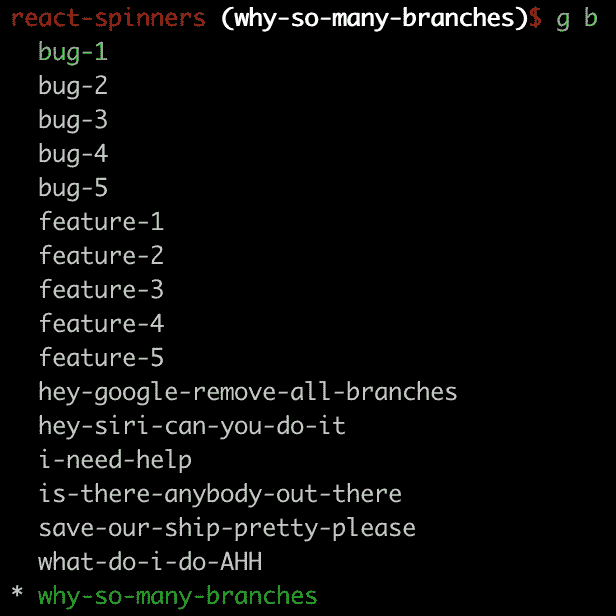 react-spinners (why-so-many-branches)$ g b
bug-1
bug-2
bug-3
bug-4
bug-5
feature-1
feature-2
feature-3
feature-4
feature-5
hey-google-remove-all-branches
hey-siri-can-you-do-it
i-need-help
is-there-anybody-out-there
save-our-ship-pretty-please
what-do-i-do-AHH
* why-so-many-branches